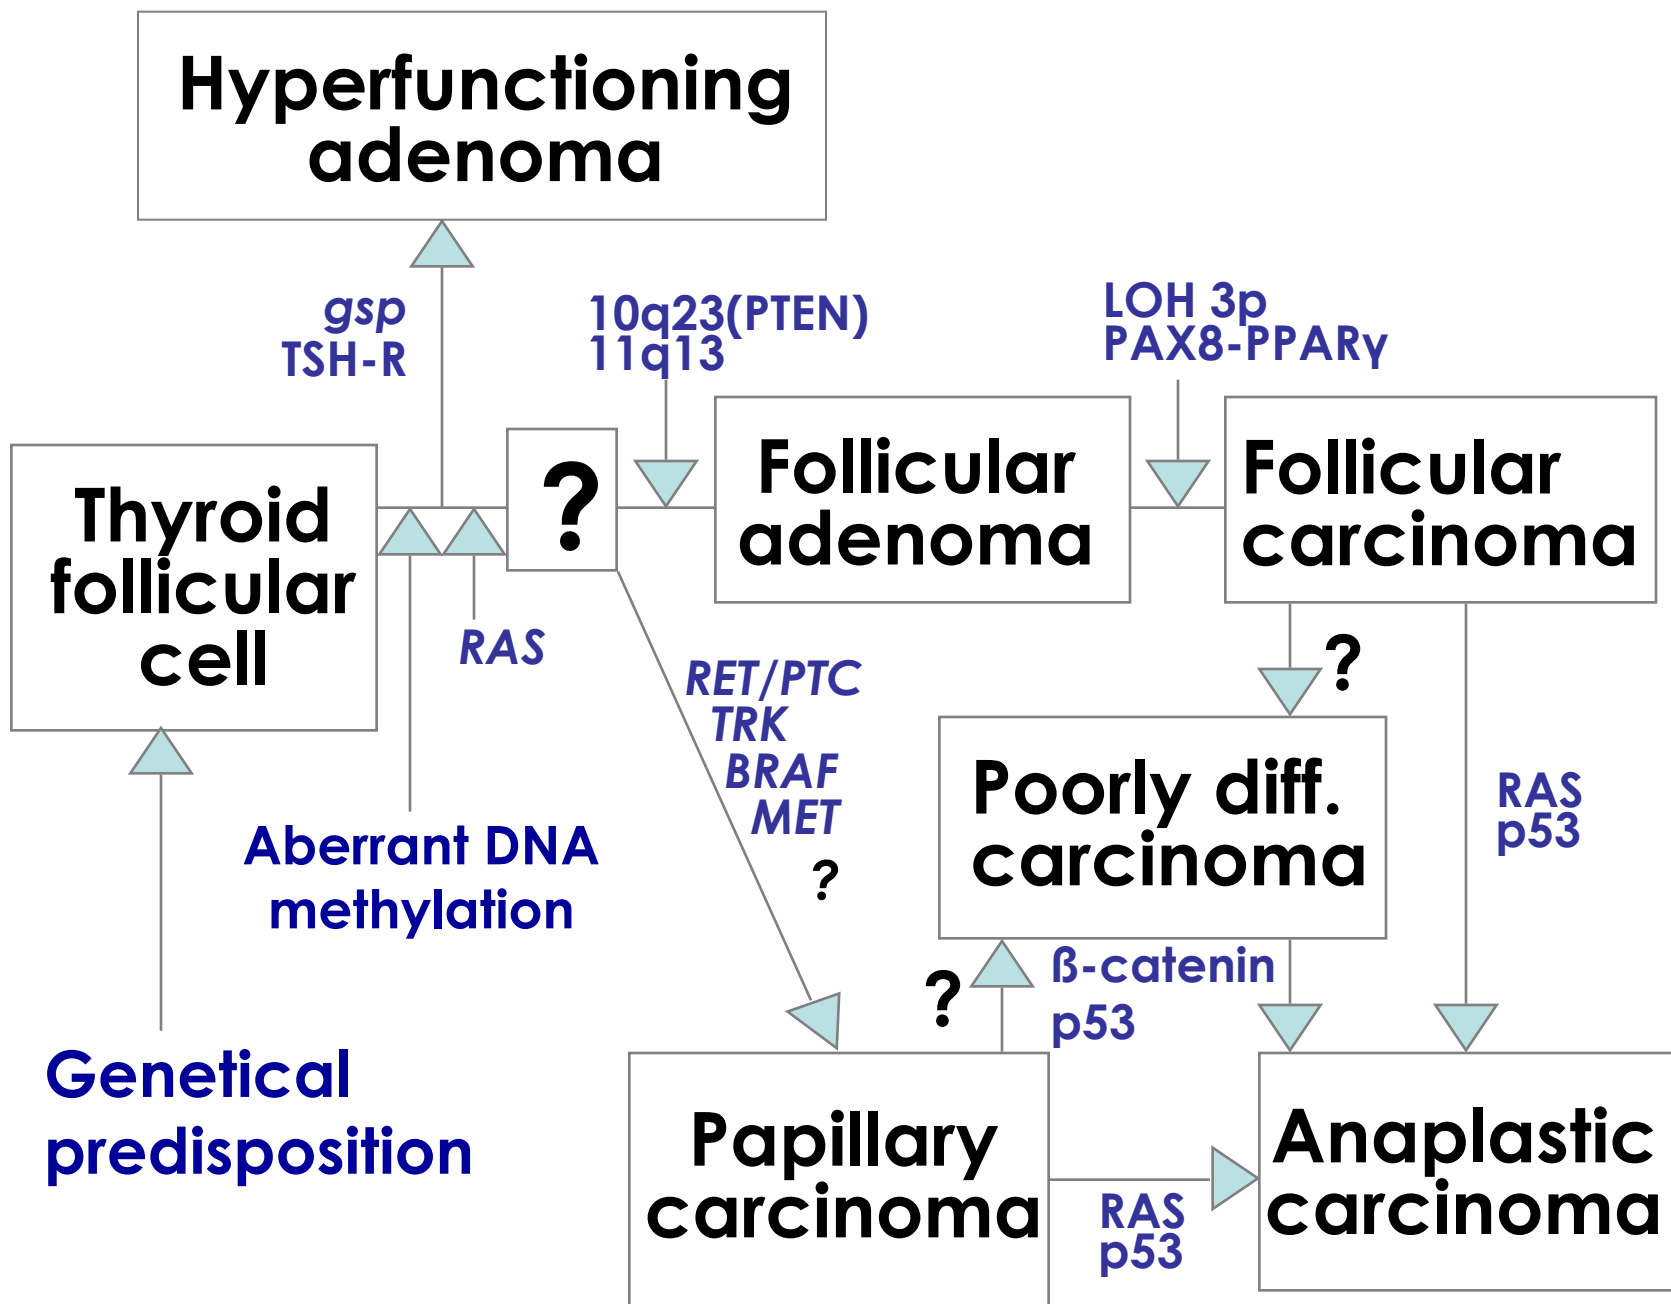 Hyperfunctioning
adenoma
gsp
TSH-R
10q23(PTEN)
11q13
LOH 3p
PAX8-PPARγ
Thyroid
follicular
cell
?
Follicular
adenoma
Follicular
carcinoma
RAS
RET/PTC
TRK
BRAF
MET
?
?
Poorly diff.
carcinoma
RAS
p53
Aberrant DNA
methylation
?
ß-catenin
p53
Genetical
predisposition
Papillary
carcinoma
RAS
p53
Anaplastic
carcinoma